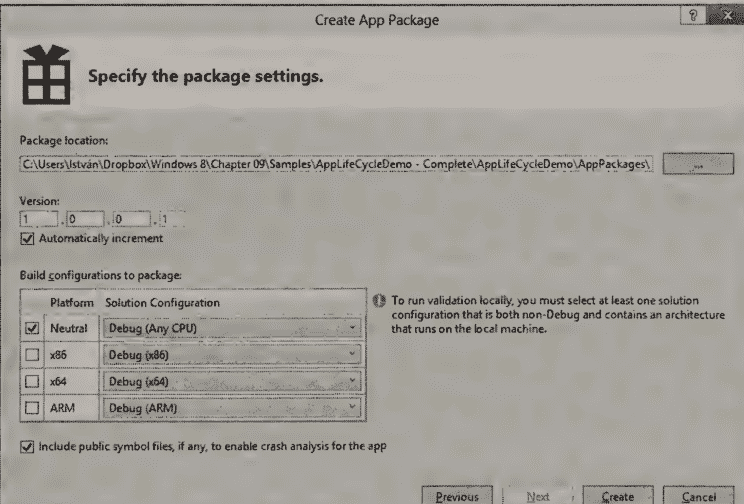 Create App Package
?
Specify the package settings.
Package location:
C:\Users\István\Dropbox\Windows 8\Chapter 09\Samples\AppLifeCycleDemo - Complete\AppLifeCycleDemo\AppPackages\
...
Version:
1 . 0 . 0 . 1
Automatically increment
Build configurations to package:
Platform Solution Configuration
Neutral Debug (Any CPU)
x86 Debug (x86)
x64 Debug (x64)
ARM Debug (ARM)
To run validation locally, you must select at least one solution
configuration that is both non-Debug and contains an architecture
that runs on the local machine.
Include public symbol files, if any, to enable crash analysis for the app
Previous Next Create Cancel